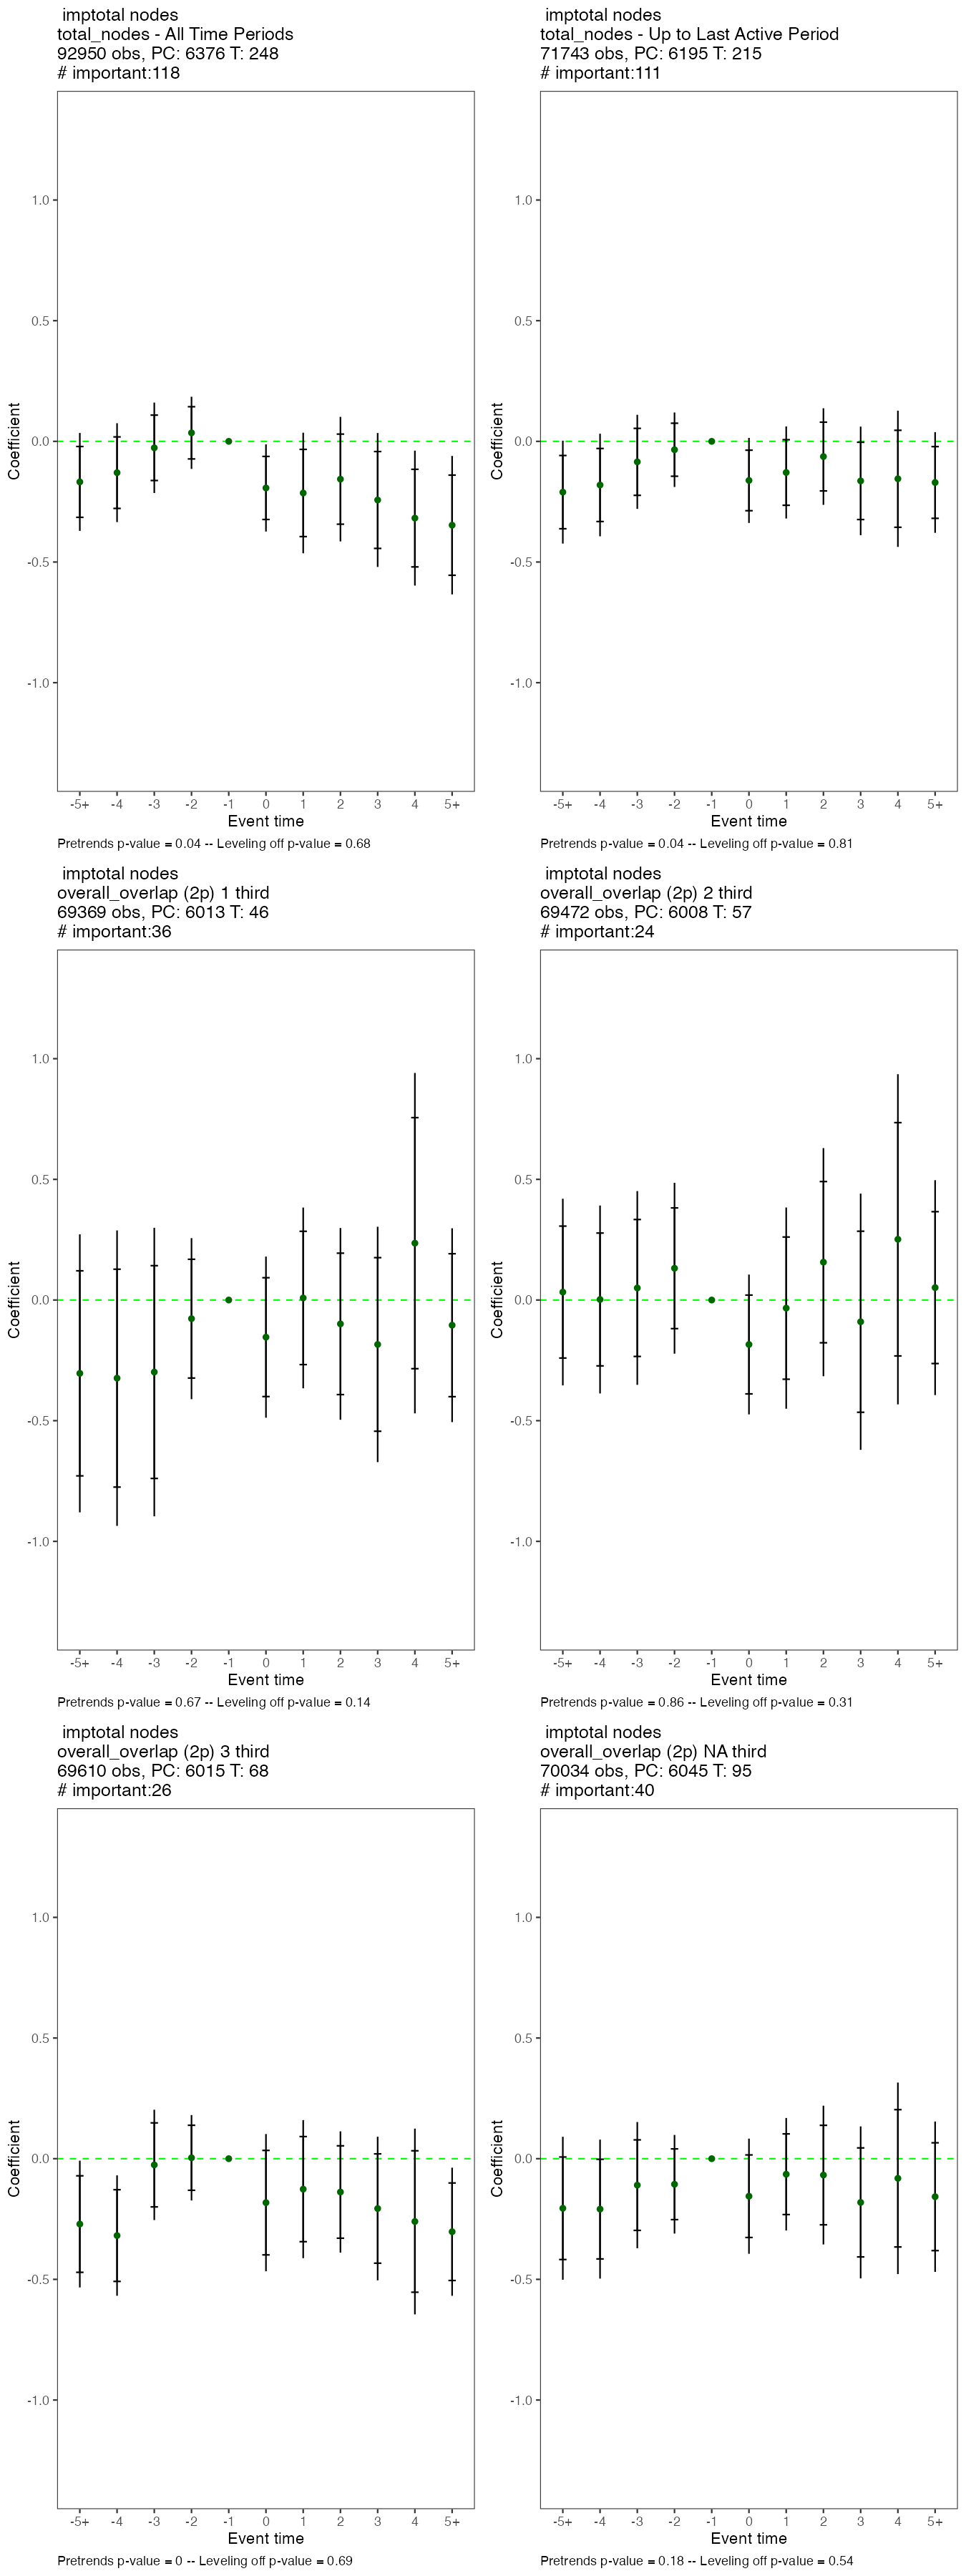 imptotal nodes
total_nodes - All Time Periods
92950 obs, PC: 6376 T: 248
# important:118
1.0
0.5
0.0
-0.5
-1.0
Coefficient
-5+ -4 -3 -2 -1 0 1 2 3 4 5+
Event time
Pretrends p-value = 0.04 -- Leveling off p-value = 0.68
imptotal nodes
total_nodes - Up to Last Active Period
71743 obs, PC: 6195 T: 215
# important:111
1.0
0.5
0.0
-0.5
-1.0
Coefficient
-5+ -4 -3 -2 -1 0 1 2 3 4 5+
Event time
Pretrends p-value = 0.04 -- Leveling off p-value = 0.81
imptotal nodes
overall_overlap (2p) 1 third
69369 obs, PC: 6013 T: 46
# important:36
1.0
0.5
0.0
-0.5
-1.0
Coefficient
-5+ -4 -3 -2 -1 0 1 2 3 4 5+
Event time
Pretrends p-value = 0.67 -- Leveling off p-value = 0.14
imptotal nodes
overall_overlap (2p) 2 third
69472 obs, PC: 6008 T: 57
# important:24
1.0
0.5
0.0
-0.5
-1.0
Coefficient
-5+ -4 -3 -2 -1 0 1 2 3 4 5+
Event time
Pretrends p-value = 0.86 -- Leveling off p-value = 0.31
imptotal nodes
overall_overlap (2p) 3 third
69610 obs, PC: 6015 T: 68
# important:26
1.0
0.5
0.0
-0.5
-1.0
Coefficient
-5+ -4 -3 -2 -1 0 1 2 3 4 5+
Event time
Pretrends p-value = 0 -- Leveling off p-value = 0.69
imptotal nodes
overall_overlap (2p) NA third
70034 obs, PC: 6045 T: 95
# important:40
1.0
0.5
0.0
-0.5
-1.0
Coefficient
-5+ -4 -3 -2 -1 0 1 2 3 4 5+
Event time
Pretrends p-value = 0.18 -- Leveling off p-value = 0.54